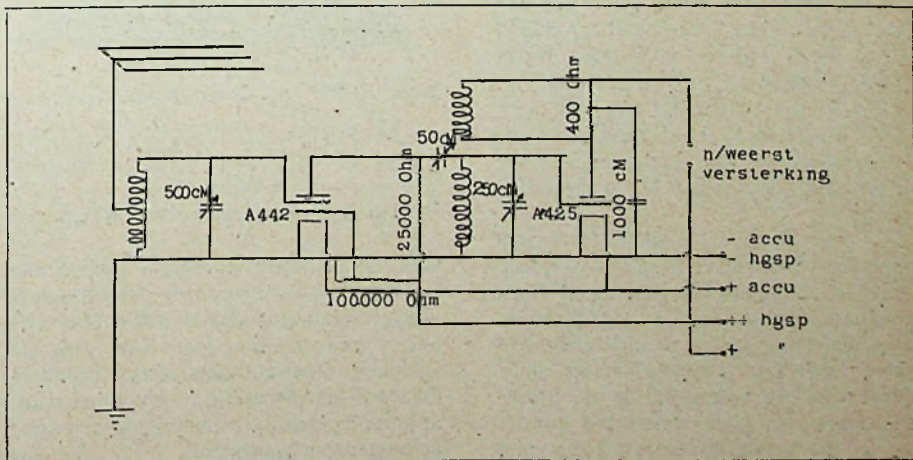 400 Ohm
50cM
n/weerst
versterking
500cM
A442
25000 Ohm
250cM
A425
1000 cM
- accu
- hgsp
+ accu
100000 Ohm
++ hgsp
+ "